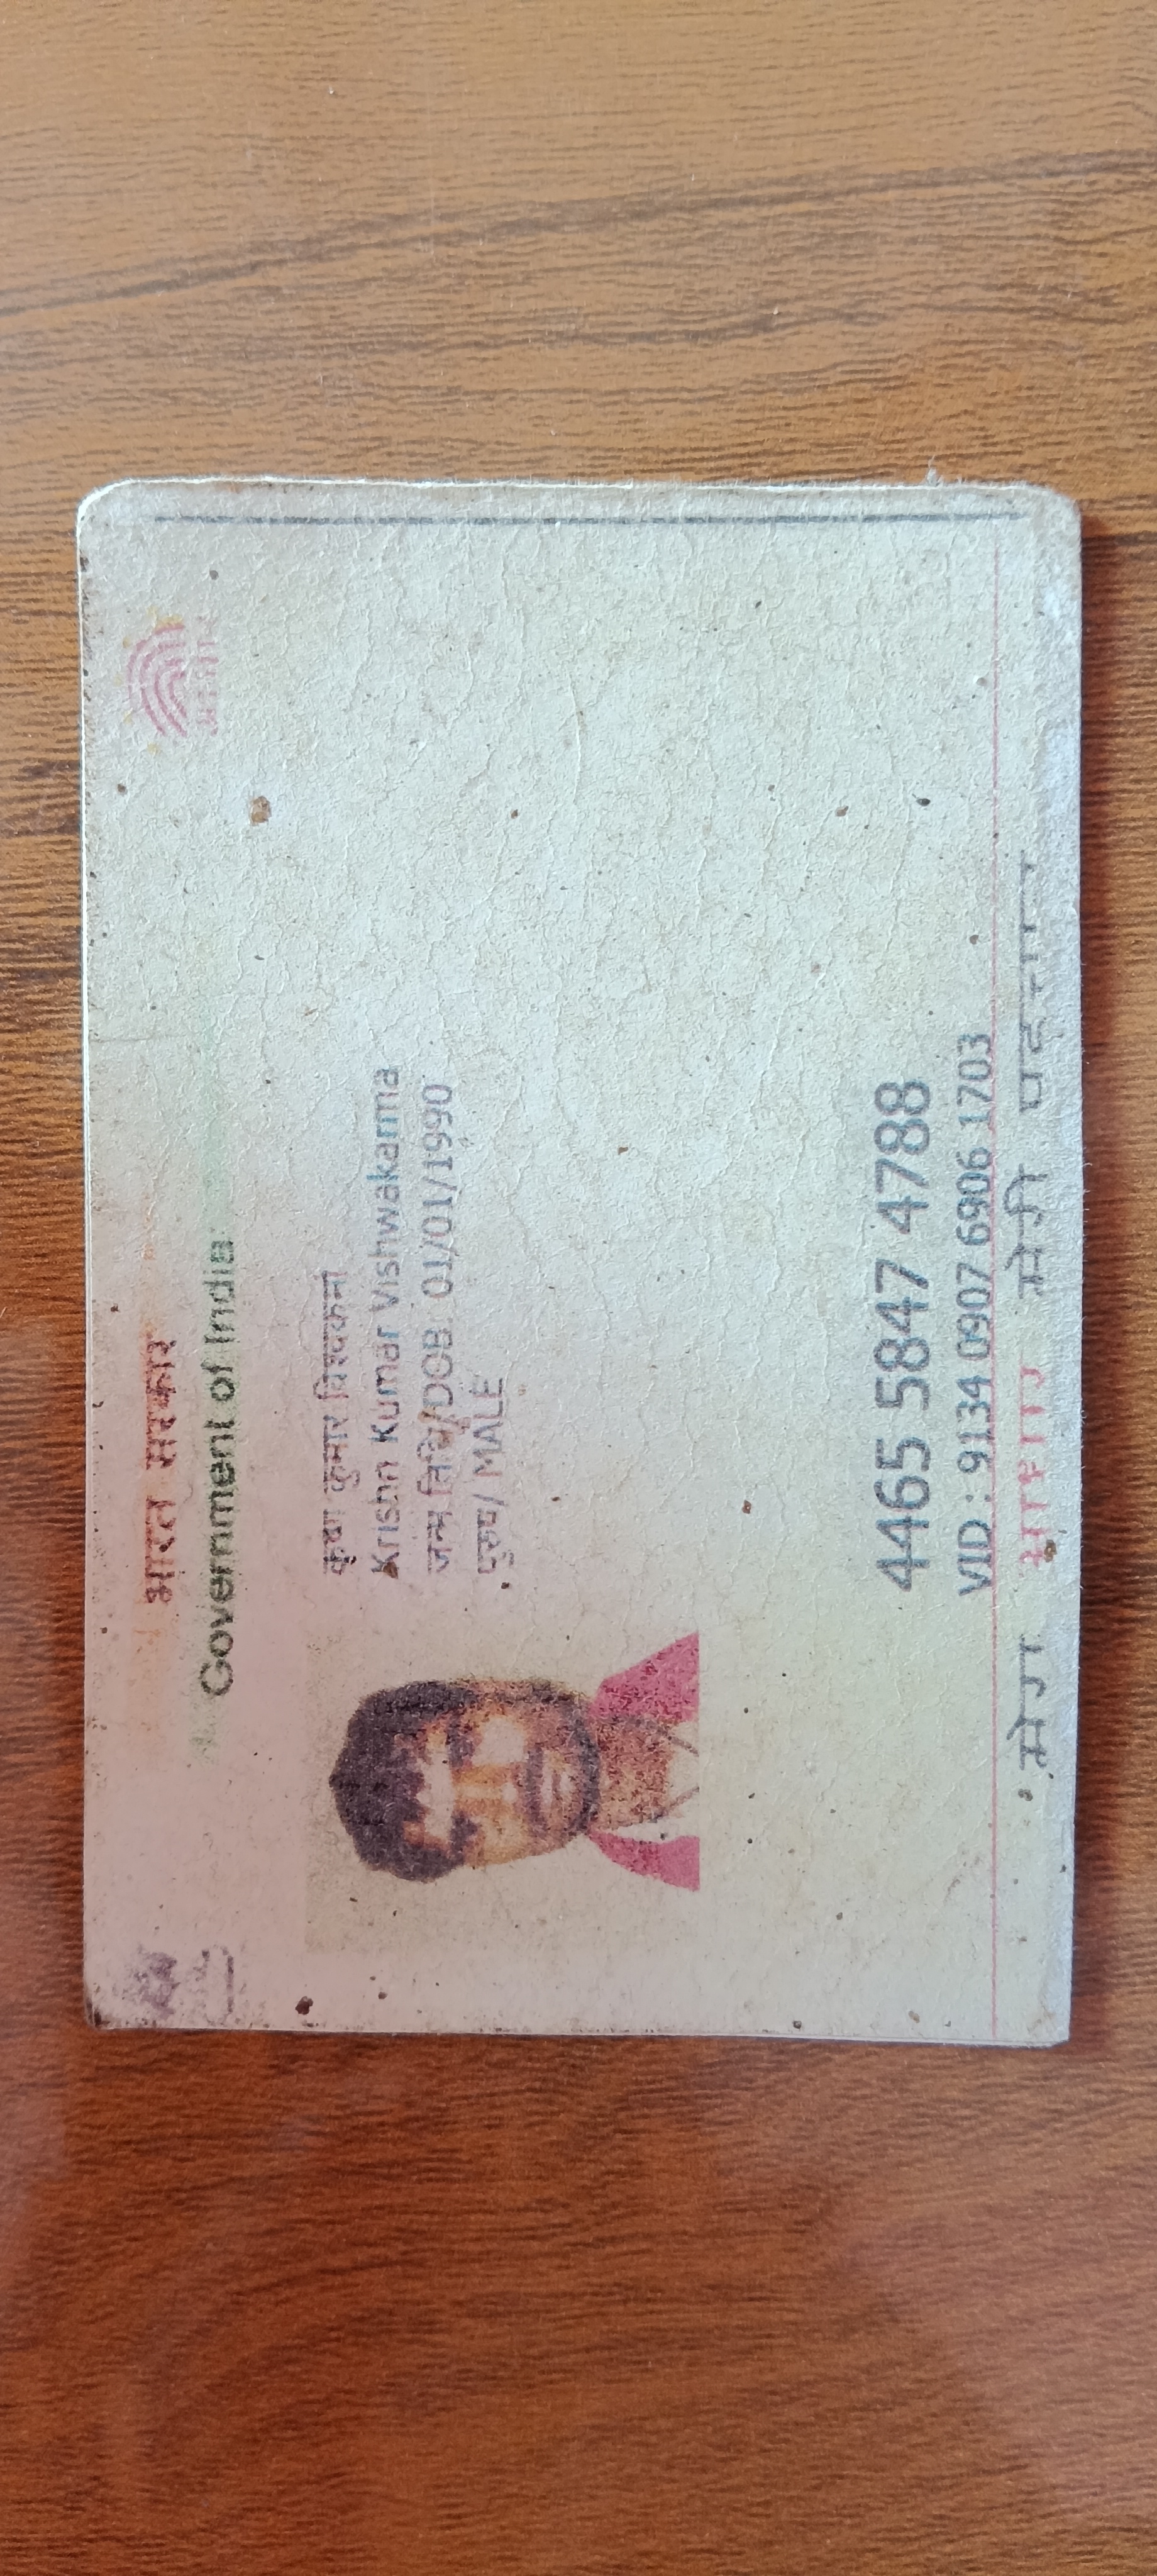 भारत सरकार
Government of India
कृष्ण कुमार विश्वकर्मा
Krishn Kumar Vishwakarma
जन्म तिथि/DOB: 01/01/1990
पुरुष/ MALE
4465 5847 4788
VID : 9134 0907 6906 1703
मेरा आधार, मेरी पहचान